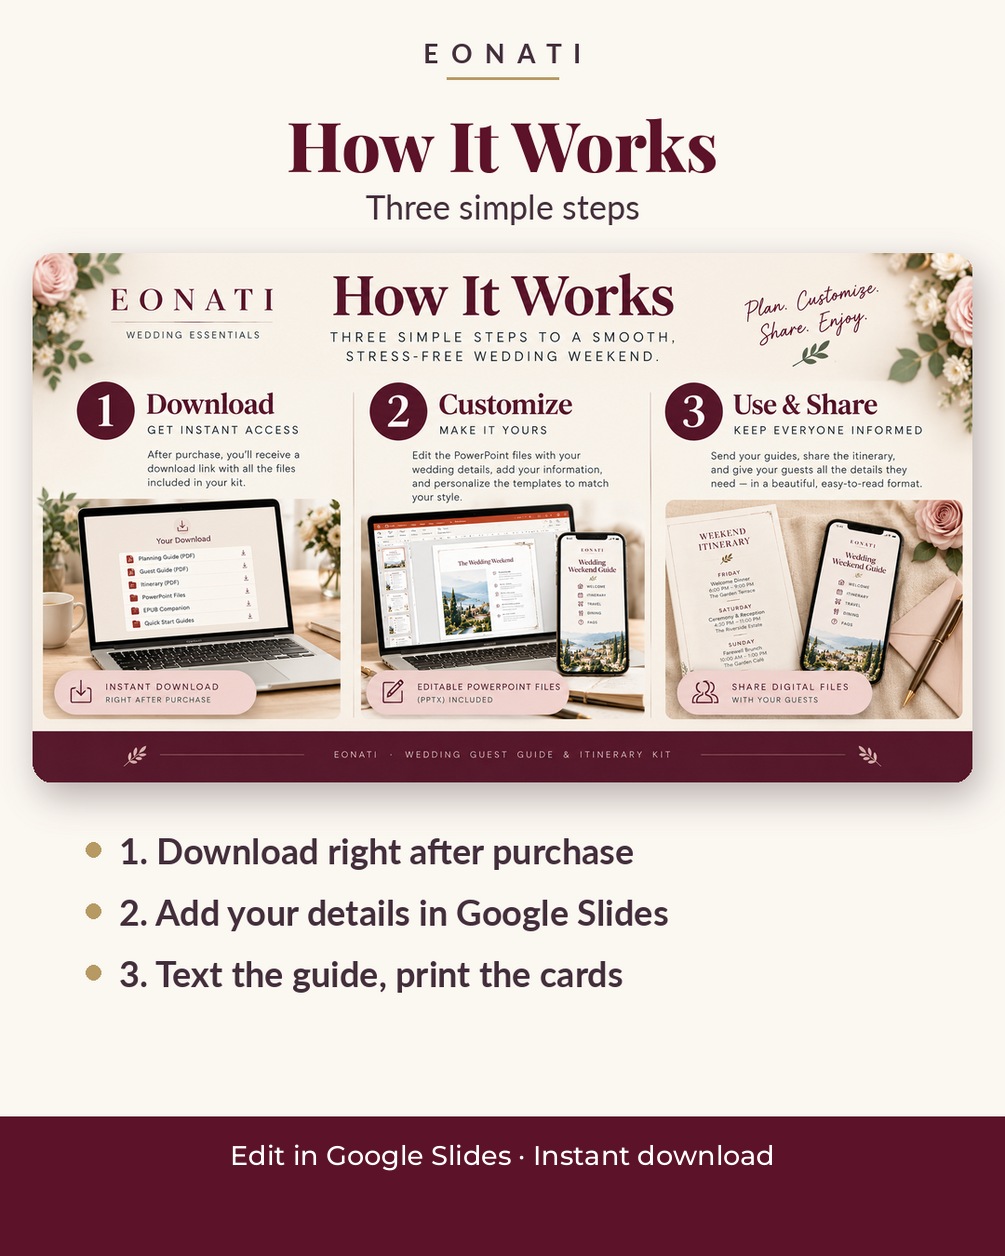 EONATI
How It Works
Three simple steps
EONATI
WEDDING ESSENTIALS
How It Works
THREE SIMPLE STEPS TO A SMOOTH,
STRESS-FREE WEDDING WEEKEND.
Plan. Customize.
Share. Enjoy.
1 Download
GET INSTANT ACCESS
After purchase, you'll receive a
download link with all the files
included in your kit.
Your Download
Planning Guide (PDF)
Guest Guide (PDF)
Itinerary (PDF)
PowerPoint Files
EPUB Companion
Quick Start Guides
INSTANT DOWNLOAD
RIGHT AFTER PURCHASE
2 Customize
MAKE IT YOURS
Edit the PowerPoint files with your
wedding details, add your information,
and personalize the templates to match
your style.
The Wedding Weekend
EONATI
Wedding
Weekend Guide
WELCOME
ITINERARY
TRAVEL
DINING
FAQS
EDITABLE POWERPOINT FILES
(PPTX) INCLUDED
3 Use & Share
KEEP EVERYONE INFORMED
Send your guides, share the itinerary,
and give your guests all the details they
need — in a beautiful, easy-to-read format.
WEEKEND
ITINERARY
FRIDAY
Welcome Dinner
6:00 PM – 9:00 PM
The Garden Terrace
SATURDAY
Ceremony & Reception
4:30 PM – 11:00 PM
The Riverside Estate
SUNDAY
Farewell Brunch
10:00 AM – 1:00 PM
The Garden Café
EONATI
Wedding
Weekend Guide
WELCOME
ITINERARY
TRAVEL
DINING
FAQS
SHARE DIGITAL FILES
WITH YOUR GUESTS
EONATI · WEDDING GUEST GUIDE & ITINERARY KIT
1. Download right after purchase
2. Add your details in Google Slides
3. Text the guide, print the cards
Edit in Google Slides · Instant download